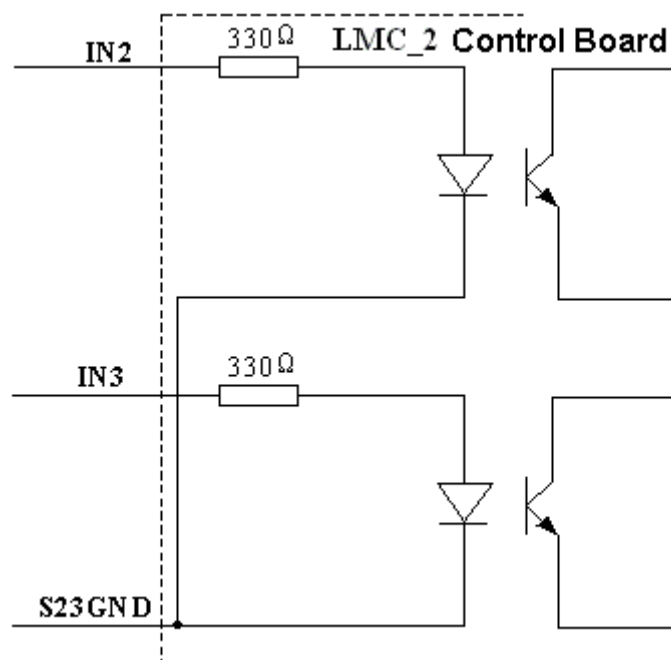 330Ω LMC_2 Control Board
IN2
330Ω
IN3
S23GND